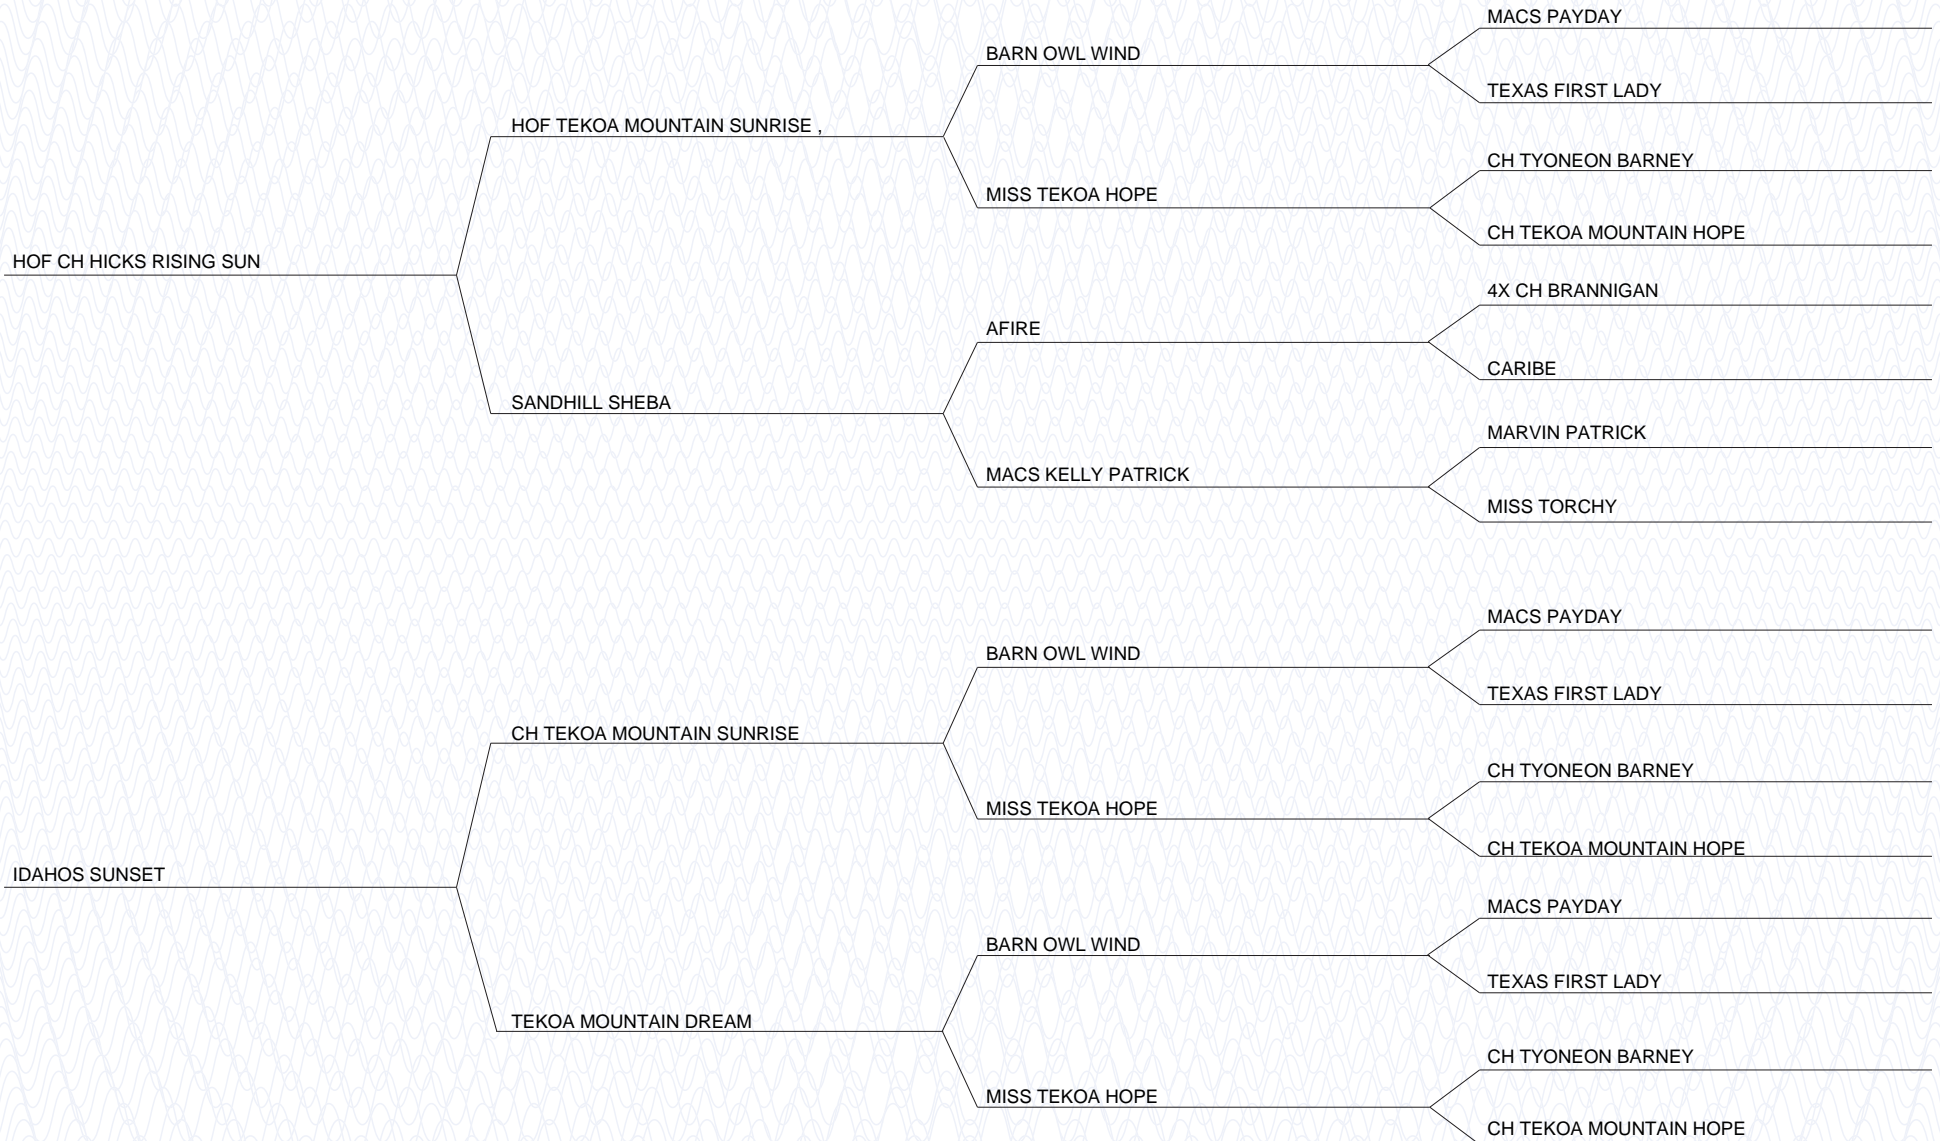 MACS PAYDAY
BARN OWL WIND
TEXAS FIRST LADY
HOF TEKOA MOUNTAIN SUNRISE ,
CH TYONEON BARNEY
MISS TEKOA HOPE
CH TEKOA MOUNTAIN HOPE
HOF CH HICKS RISING SUN
4X CH BRANNIGAN
AFIRE
CARIBE
SANDHILL SHEBA
MARVIN PATRICK
MACS KELLY PATRICK
MISS TORCHY
MACS PAYDAY
BARN OWL WIND
TEXAS FIRST LADY
CH TEKOA MOUNTAIN SUNRISE
CH TYONEON BARNEY
MISS TEKOA HOPE
CH TEKOA MOUNTAIN HOPE
IDAHOS SUNSET
MACS PAYDAY
BARN OWL WIND
TEXAS FIRST LADY
TEKOA MOUNTAIN DREAM
CH TYONEON BARNEY
MISS TEKOA HOPE
CH TEKOA MOUNTAIN HOPE